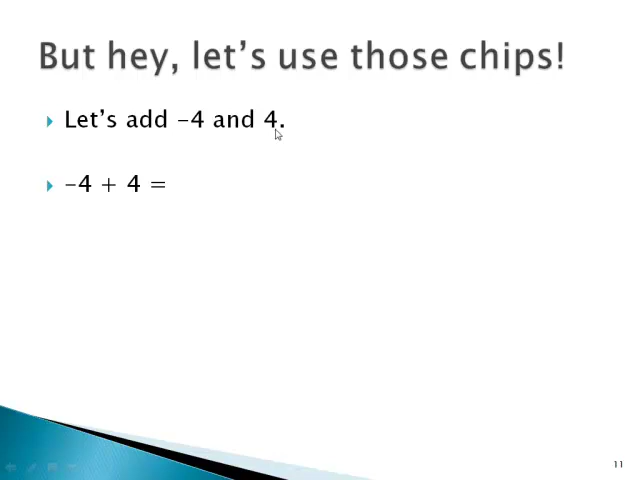 But hey, let's use those chips!
Let's add -4 and 4.
-4 + 4 =
11